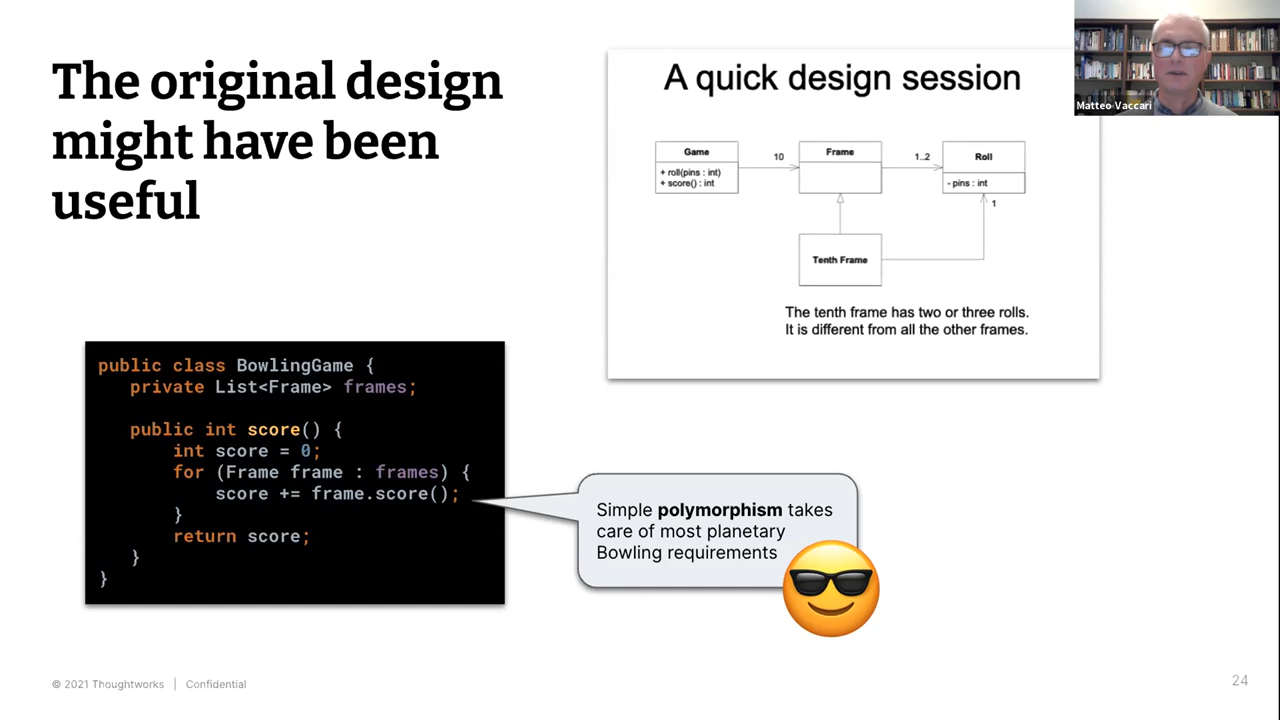 The original design
might have been
useful
A quick design session
Game
+ roll(pins : int)
+ score() : int
10
Frame
1..2
Roll
- pins : int
1
Tenth Frame
The tenth frame has two or three rolls.
It is different from all the other frames.
Matteo Vaccari
public class BowlingGame {
private List<Frame> frames;
public int score() {
int score = 0;
for (Frame frame : frames) {
score += frame.score();
}
return score;
}
}
Simple polymorphism takes
care of most planetary
Bowling requirements
© 2021 Thoughtworks | Confidential
24